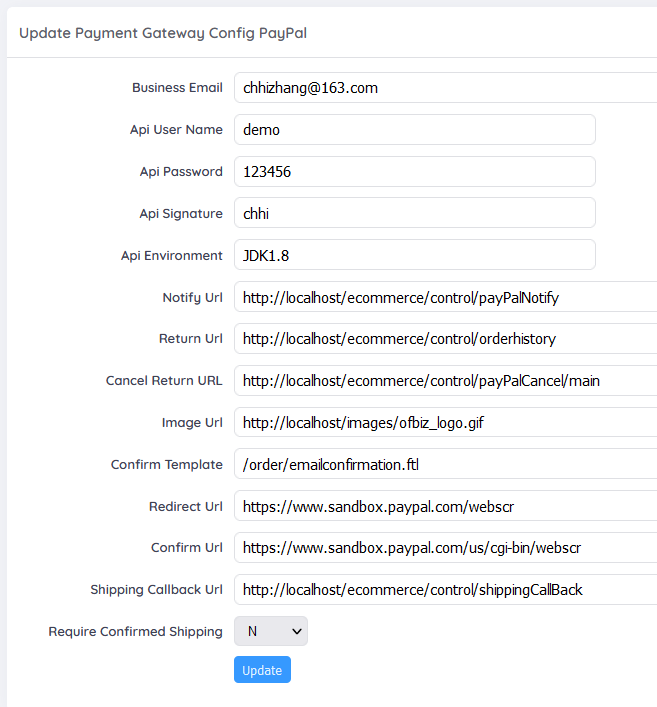 Update Payment Gateway Config PayPal
Business Email chhizhang@163.com
Api User Name demo
Api Password 123456
Api Signature chhi
Api Environment JDK1.8
Notify Url http://localhost/ecommerce/control/payPalNotify
Return Url http://localhost/ecommerce/control/orderhistory
Cancel Return URL http://localhost/ecommerce/control/payPalCancel/main
Image Url http://localhost/images/ofbiz_logo.gif
Confirm Template /order/emailconfirmation.ftl
Redirect Url https://www.sandbox.paypal.com/webscr
Confirm Url https://www.sandbox.paypal.com/us/cgi-bin/webscr
Shipping Callback Url http://localhost/ecommerce/control/shippingCallBack
Require Confirmed Shipping N
Update